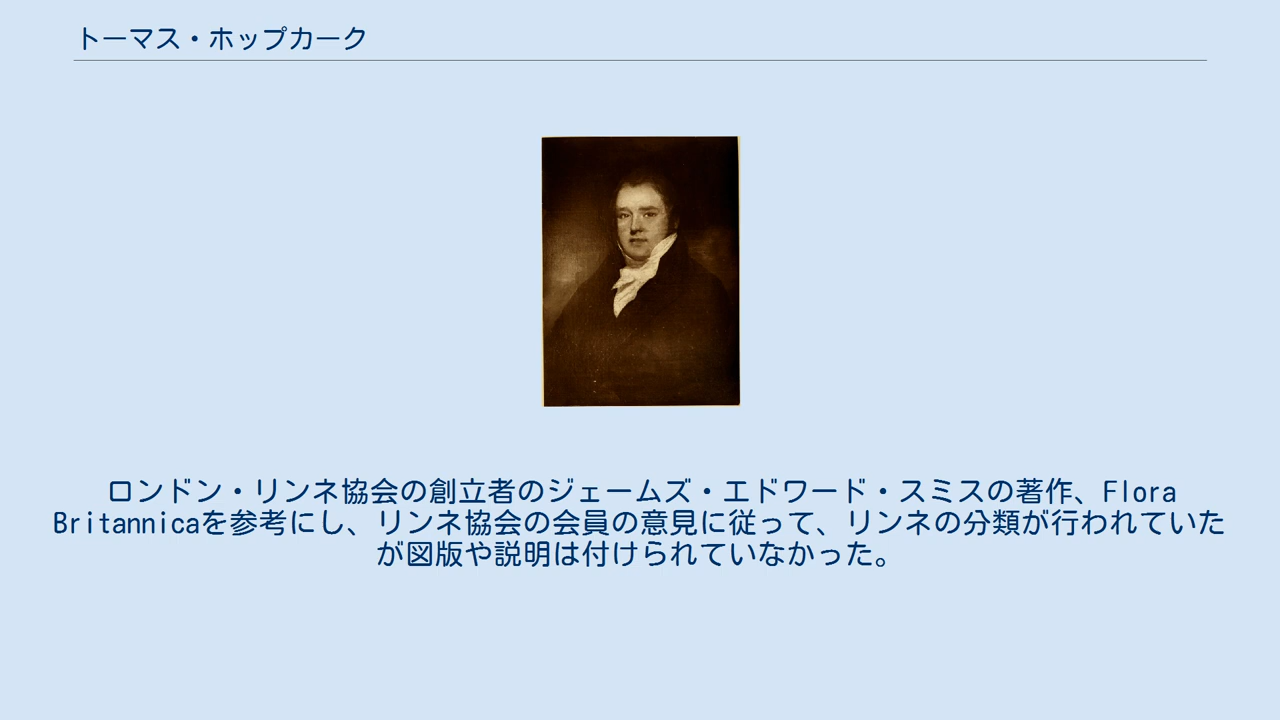 トーマス・ホップカーク
ロンドン・リンネ協会の創立者のジェームズ・エドワード・スミスの著作、Flora
Britannicaを参考にし、リンネ協会の会員の意見に従って、リンネの分類が行われていた
が図版や説明は付けられていなかった。